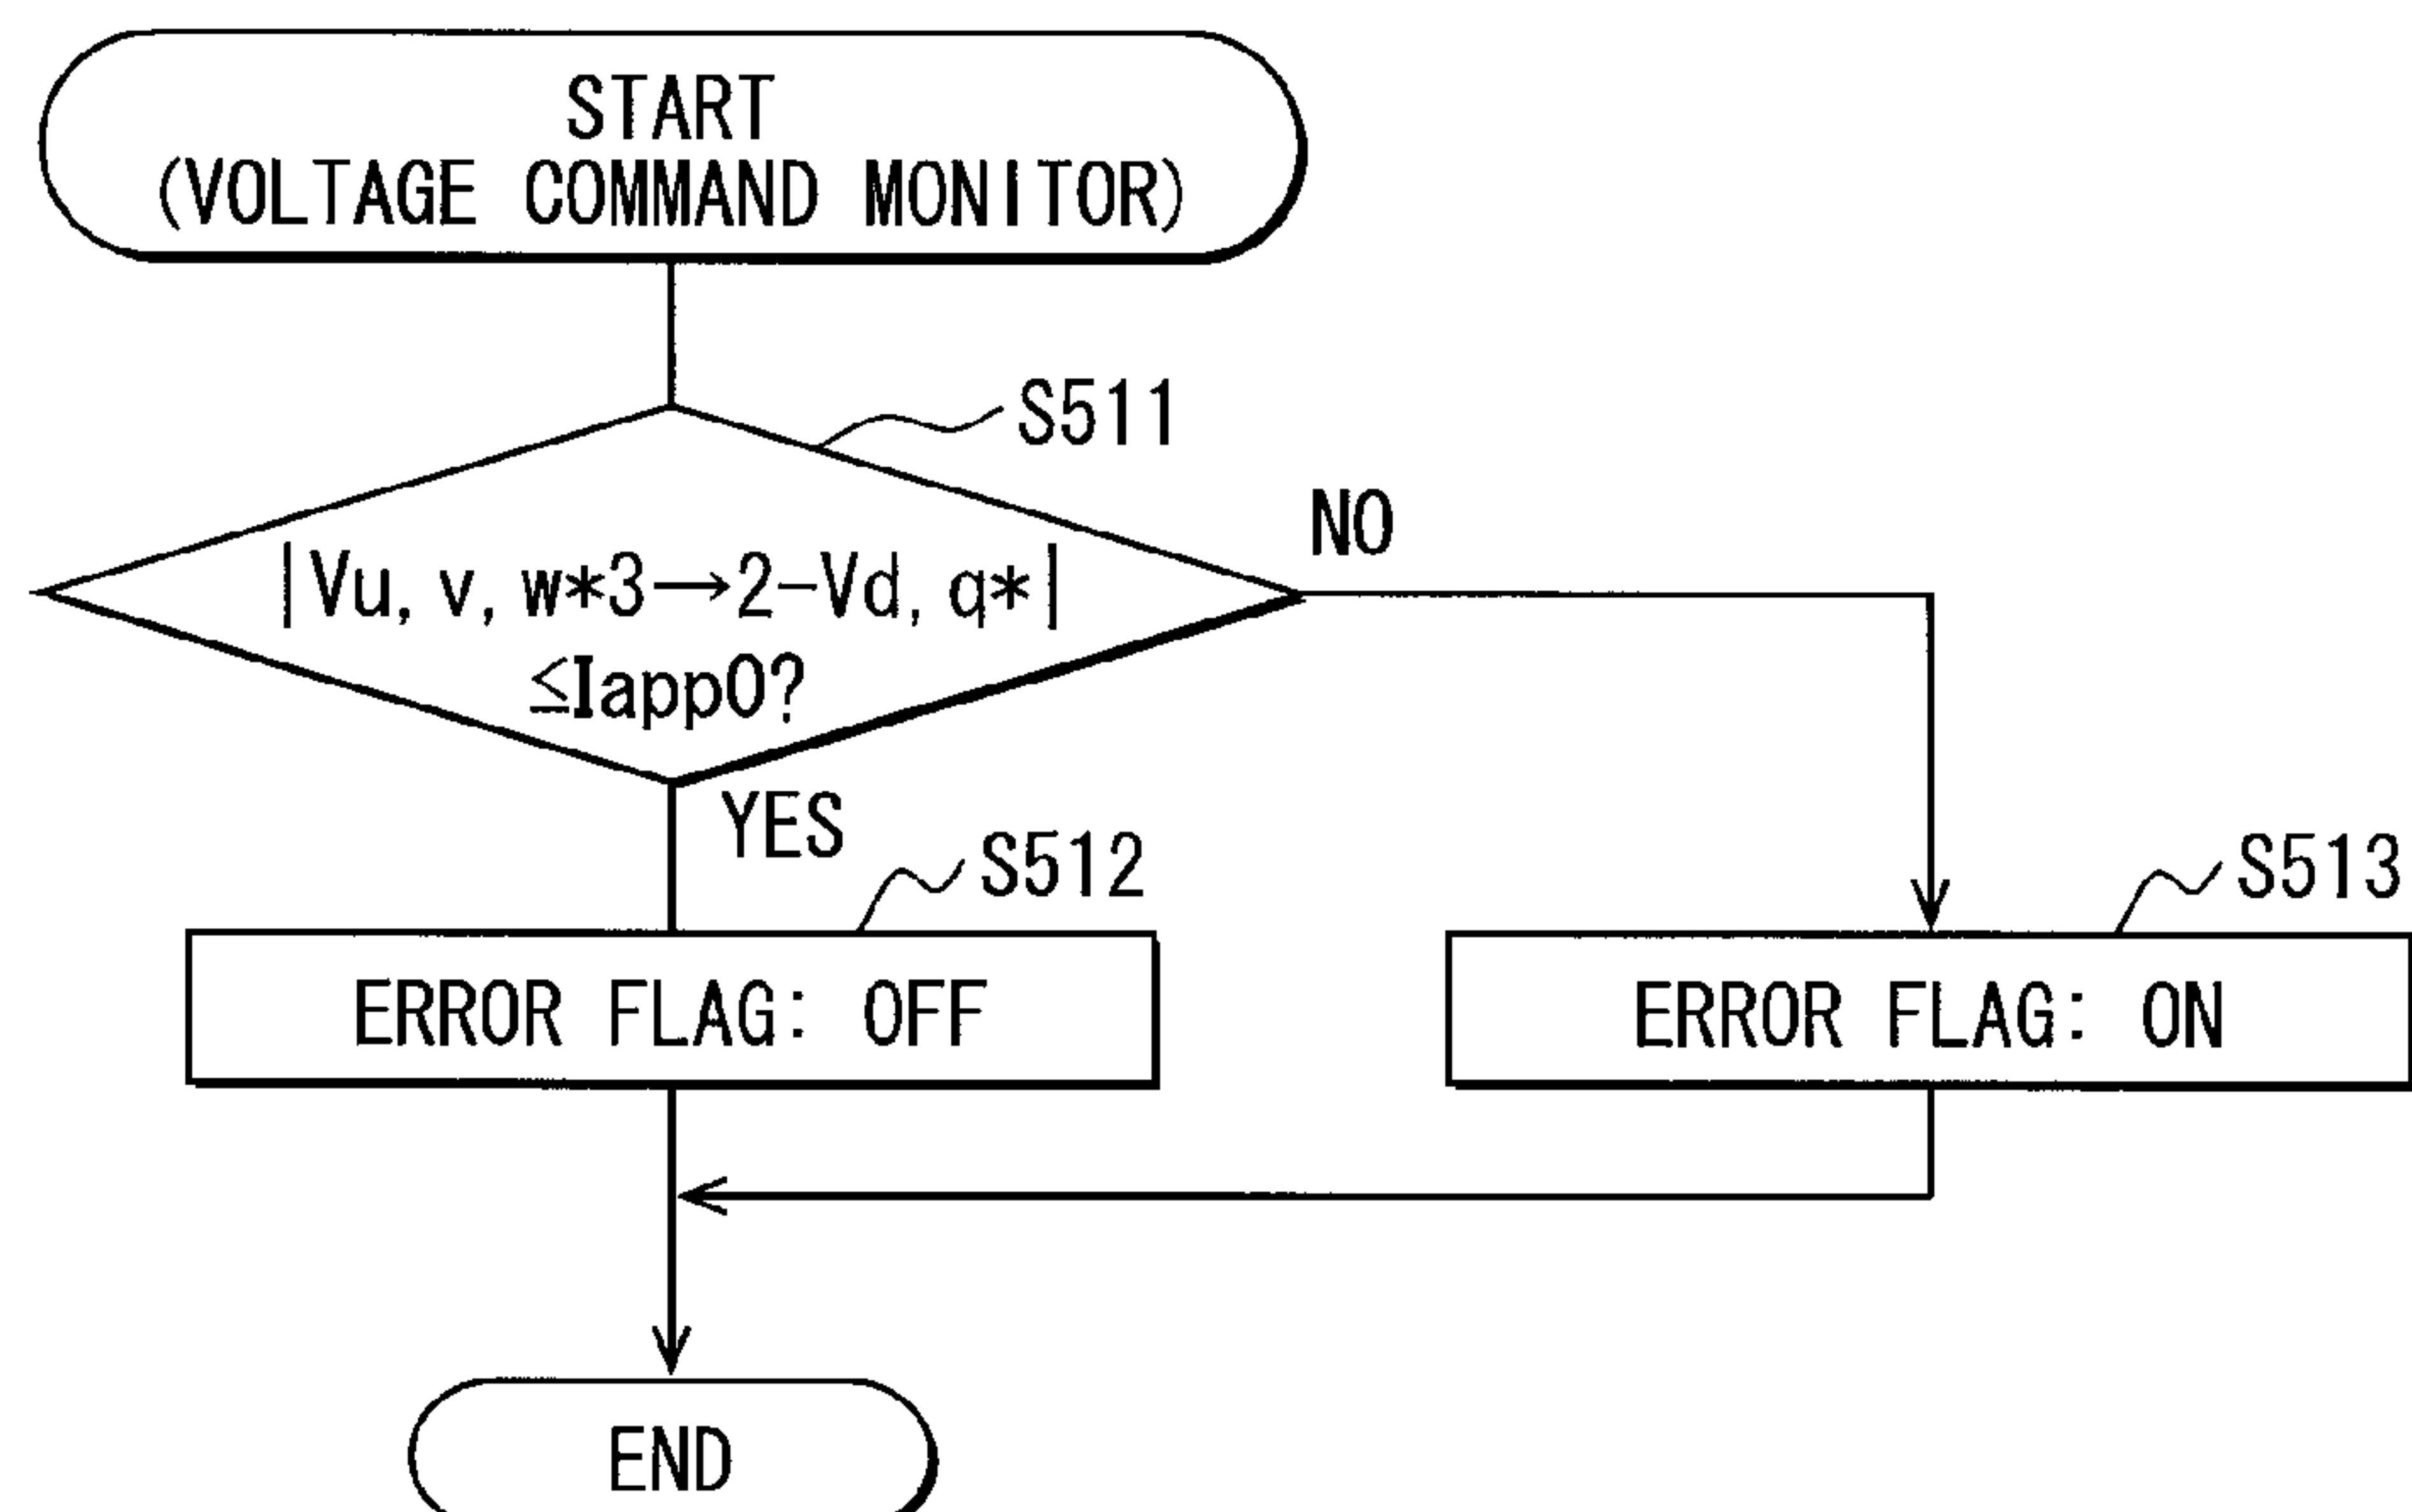 START
(VOLTAGE COMMAND MONITOR)
S511
NO
|Vu, v, w*3→2-Vd, q*|
≤Iapp0?
YES
S512
S513
ERROR FLAG: OFF
ERROR FLAG: ON
END